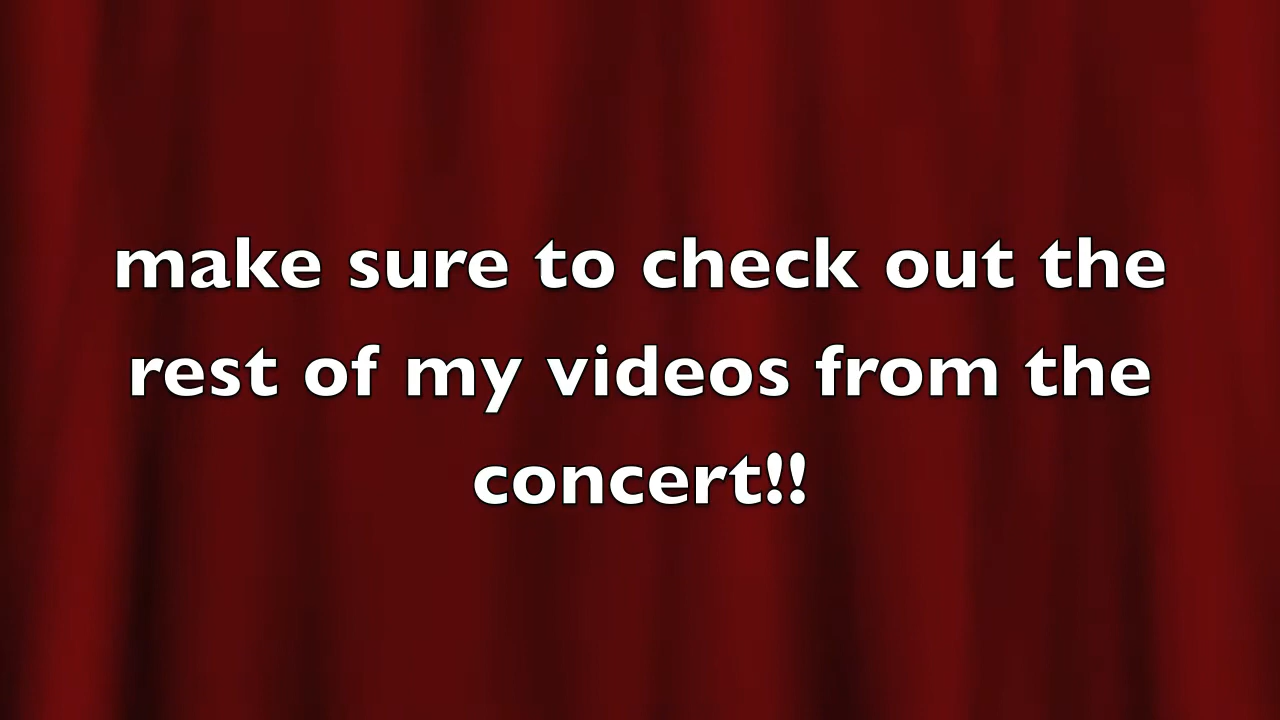 make sure to check out the
rest of my videos from the
concert!!